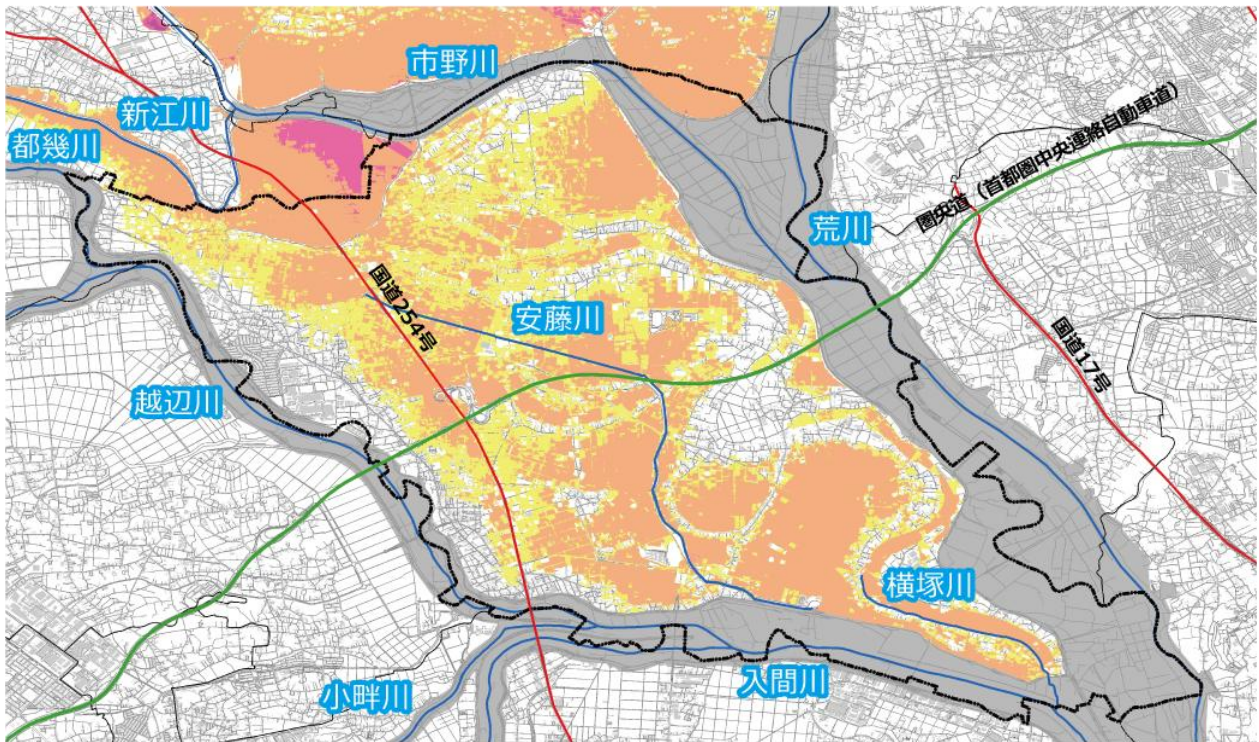 市野川
新江川
都幾川
圏央道（首都圏中央連絡自動車道）
荒川
国道254号
安藤川
国道17号
越辺川
横塚川
小畔川
入間川